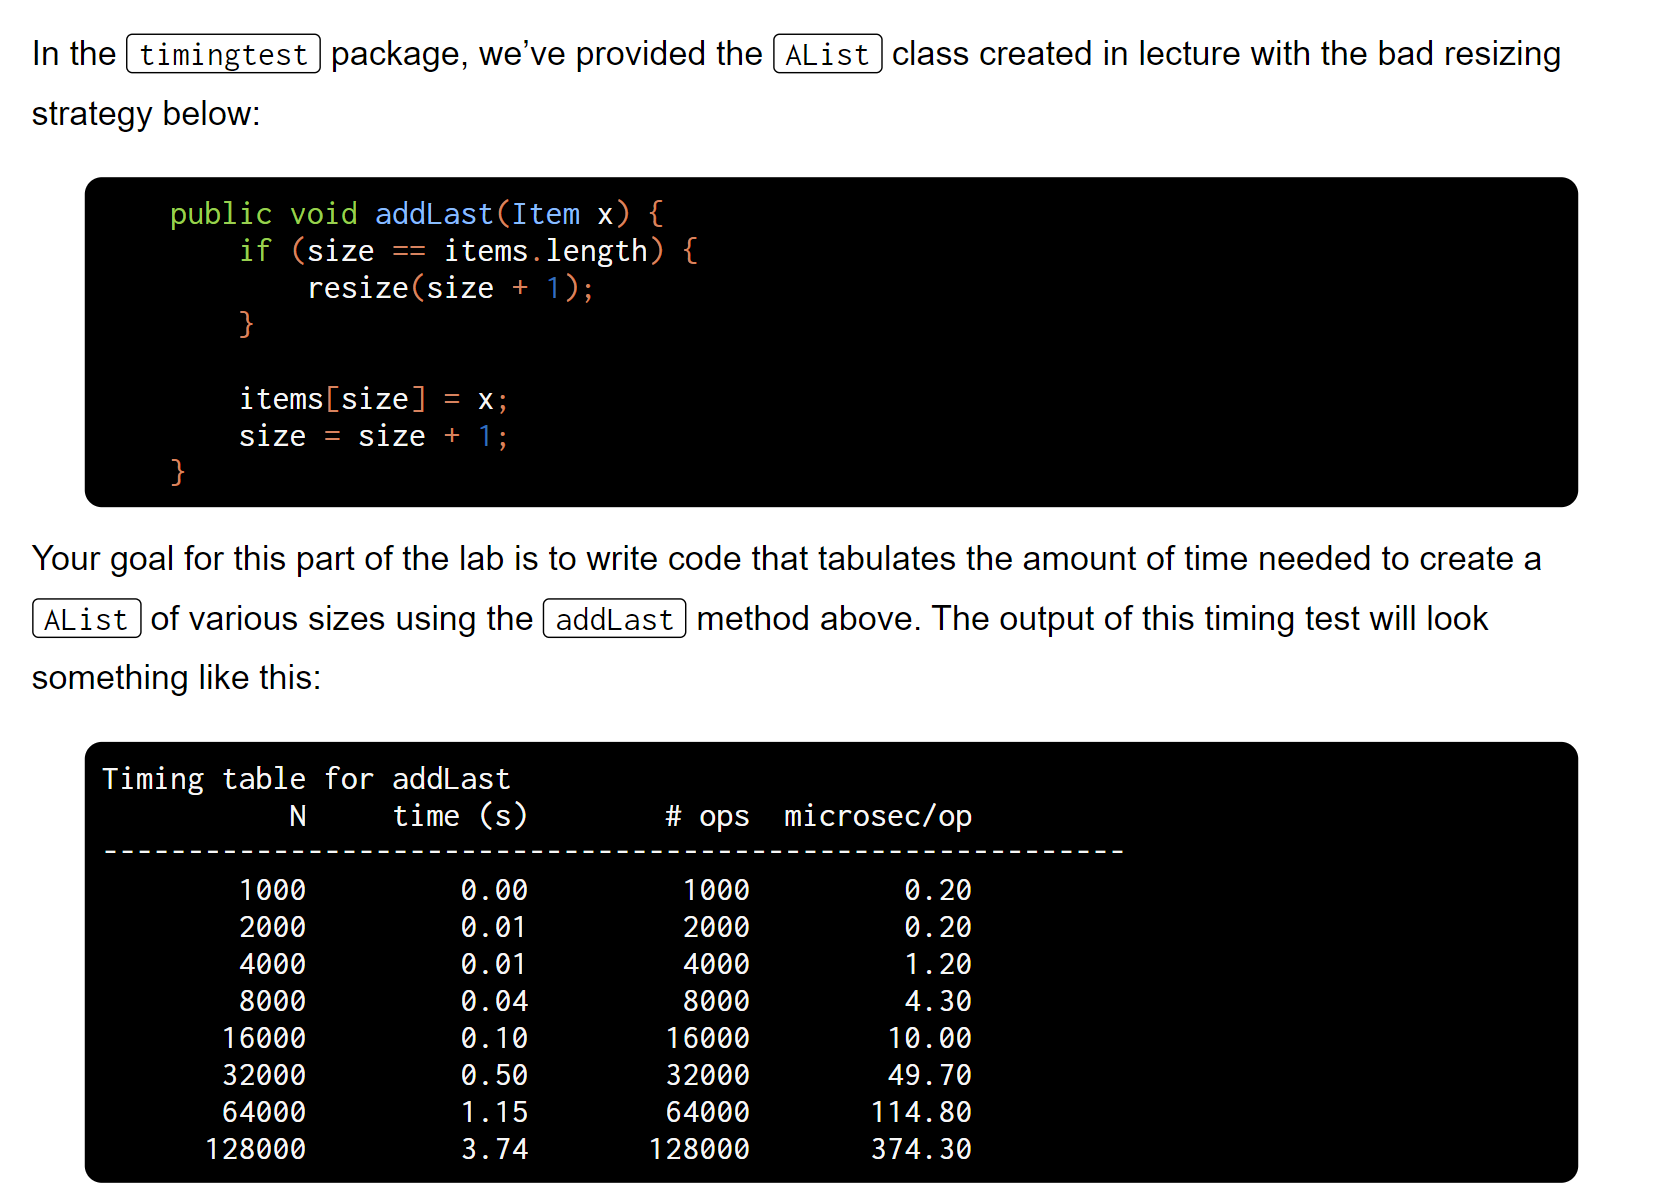 In the timingtest package, we’ve provided the AList class created in lecture with the bad resizing
strategy below:
public void addLast(Item x) {
if (size == items.length) {
resize(size + 1);
}
items[size] = x;
size = size + 1;
}
Your goal for this part of the lab is to write code that tabulates the amount of time needed to create a
AList of various sizes using the addLast method above. The output of this timing test will look
something like this:
Timing table for addLast
N time (s) # ops microsec/op
------------------------------------------------------------
1000 0.00 1000 0.20
2000 0.01 2000 0.20
4000 0.01 4000 1.20
8000 0.04 8000 4.30
16000 0.10 16000 10.00
32000 0.50 32000 49.70
64000 1.15 64000 114.80
128000 3.74 128000 374.30